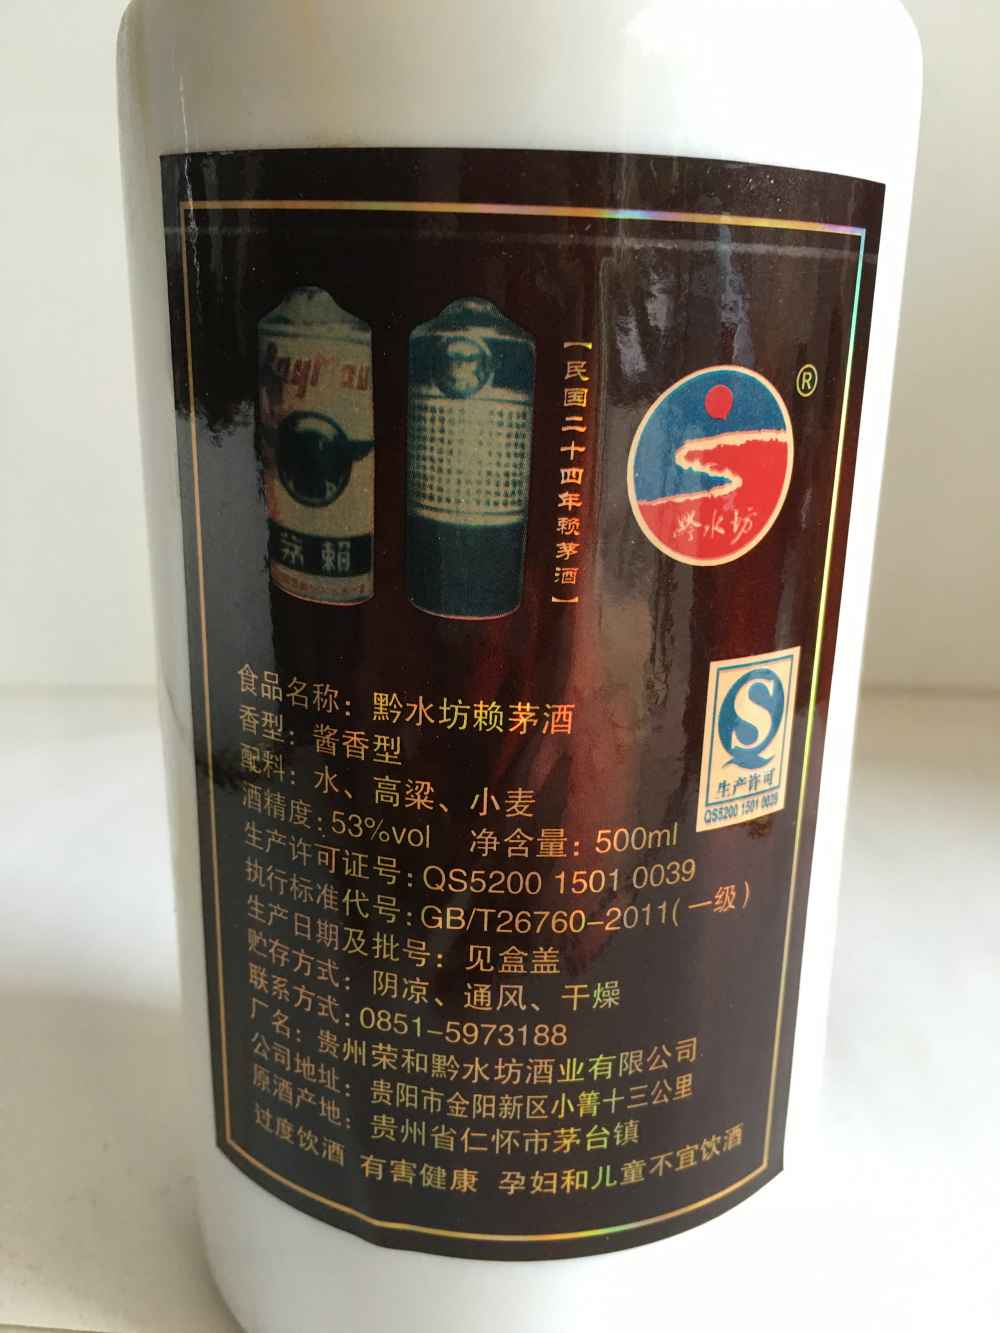 茅賴
【民国二十四年赖茅酒】
®
黔水坊
生产许可
QS5200 1501 0039
食品名称：黔水坊赖茅酒
香型：酱香型
配料：水、高粱、小麦
酒精度：53%vol 净含量：500ml
生产许可证号：QS5200 1501 0039
执行标准代号：GB/T26760-2011（一级）
生产日期及批号：见盒盖
贮存方式：阴凉、通风、干燥
联系方式：0851-5973188
厂名：贵州荣和黔水坊酒业有限公司
公司地址：贵阳市金阳新区小箐十三公里
原酒产地：贵州省仁怀市茅台镇
过度饮酒 有害健康 孕妇和儿童不宜饮酒